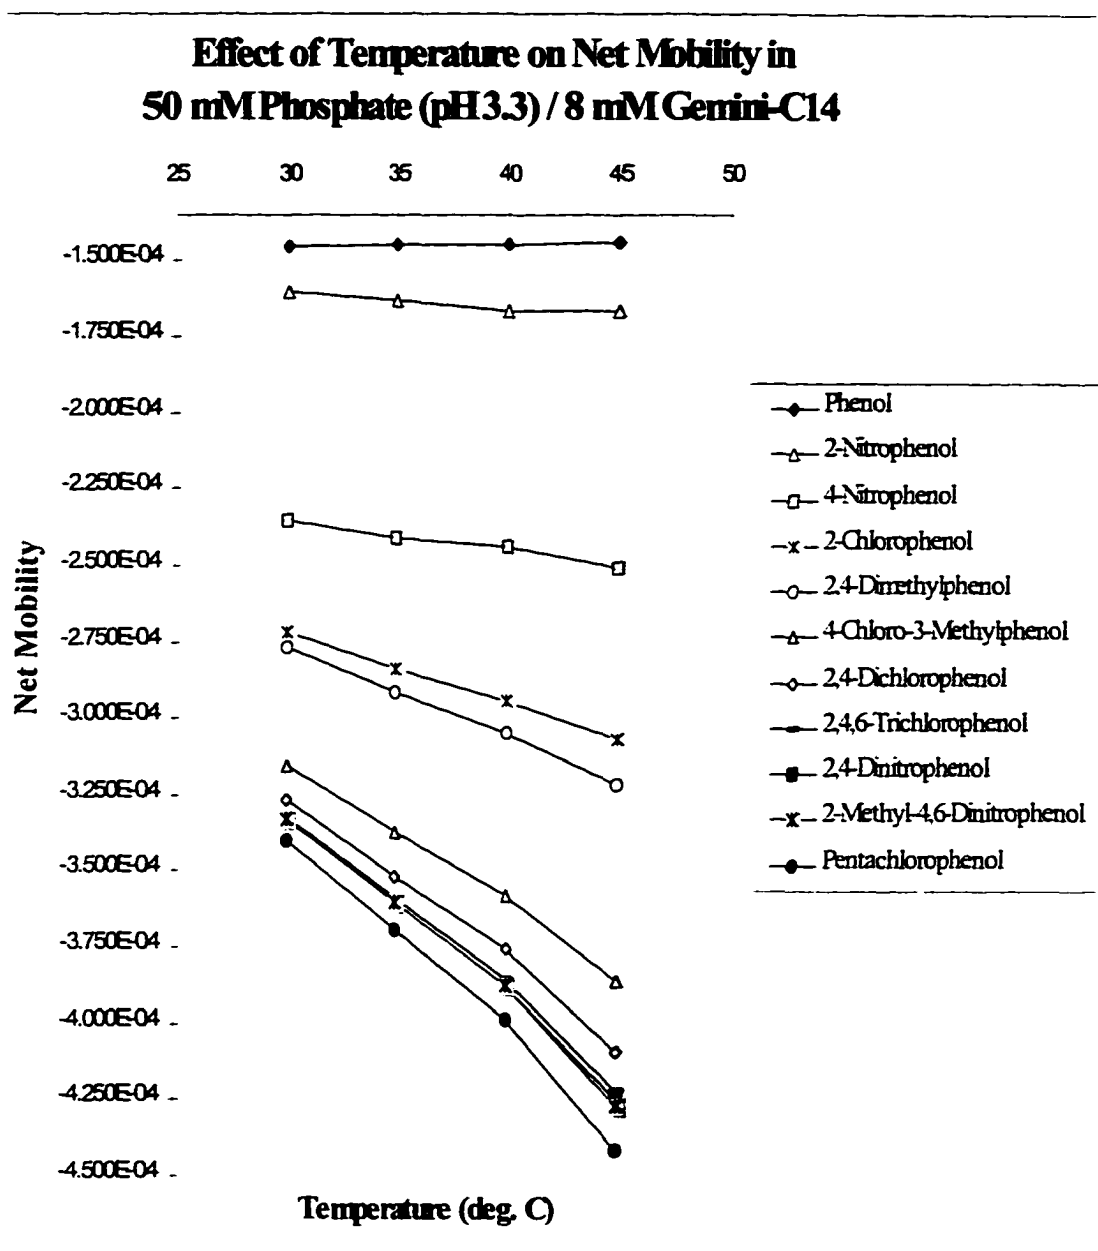 Effect of Temperature on Net Mobility in
50 mM Phosphate (pH 3.3) / 8 mM Gemini-C14
25 30 35 40 45 50
-1.500E-04
-1.750E-04
-2.000E-04
-2.250E-04
-2.500E-04
-2.750E-04
-3.000E-04
-3.250E-04
-3.500E-04
-3.750E-04
-4.000E-04
-4.250E-04
-4.500E-04
Net Mobility
Temperature (deg. C)
Phenol
2-Nitrophenol
4-Nitrophenol
2-Chlorophenol
2,4-Dimethylphenol
4-Chloro-3-Methylphenol
2,4-Dichlorophenol
2,4,6-Trichlorophenol
2,4-Dinitrophenol
2-Methyl-4,6-Dinitrophenol
Pentachlorophenol